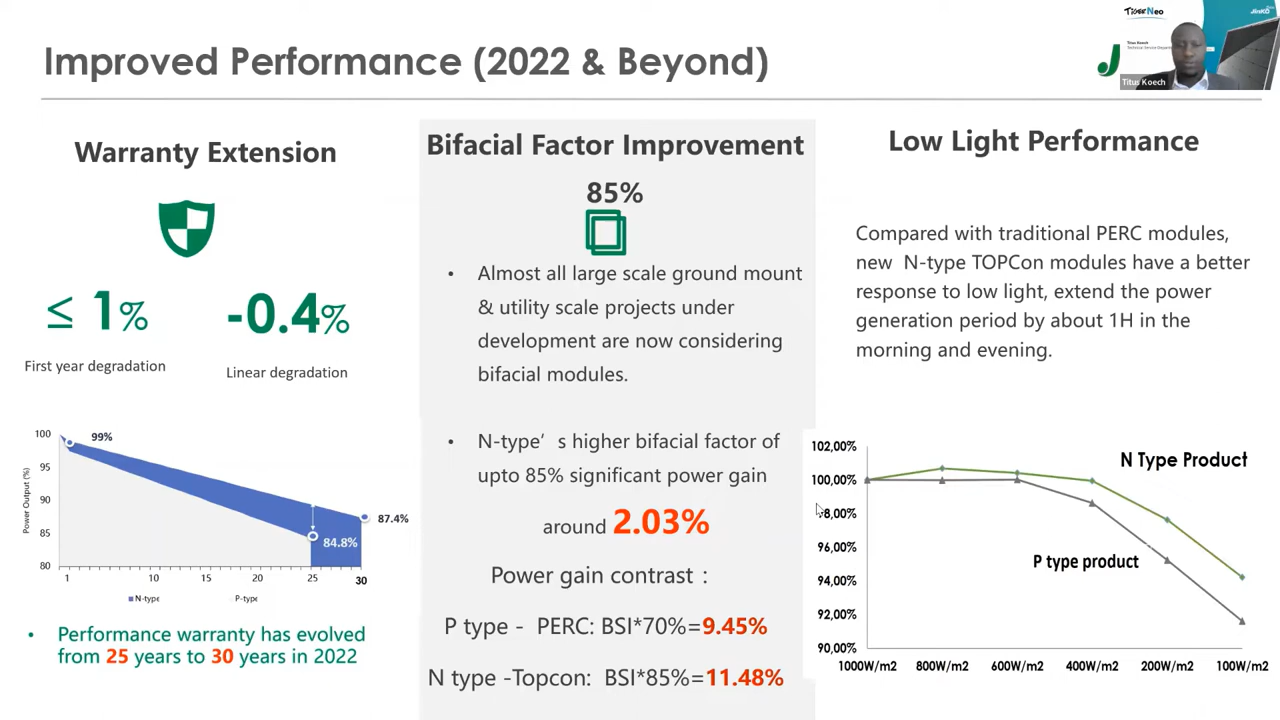 Improved Performance (2022 & Beyond)
TIGER Neo
Jinko
Titus Koech
Titus Koech
Warranty Extension
≤ 1%
First year degradation
-0.4%
Linear degradation
100
95
90
85
80
Power Output (%)
99%
87.4%
84.8%
1
10
15
20
25
30
N-type
P-type
• Performance warranty has evolved
from 25 years to 30 years in 2022
Bifacial Factor Improvement
85%
• Almost all large scale ground mount
& utility scale projects under
development are now considering
bifacial modules.
• N-type’s higher bifacial factor of
upto 85% significant power gain
around 2.03%
Power gain contrast：
P type - PERC: BSI*70%=9.45%
N type -Topcon: BSI*85%=11.48%
Low Light Performance
Compared with traditional PERC modules,
new N-type TOPCon modules have a better
response to low light, extend the power
generation period by about 1H in the
morning and evening.
102,00%
100,00%
98,00%
96,00%
94,00%
92,00%
90,00%
N Type Product
P type product
1000W/m2
800W/m2
600W/m2
400W/m2
200W/m2
100W/m2